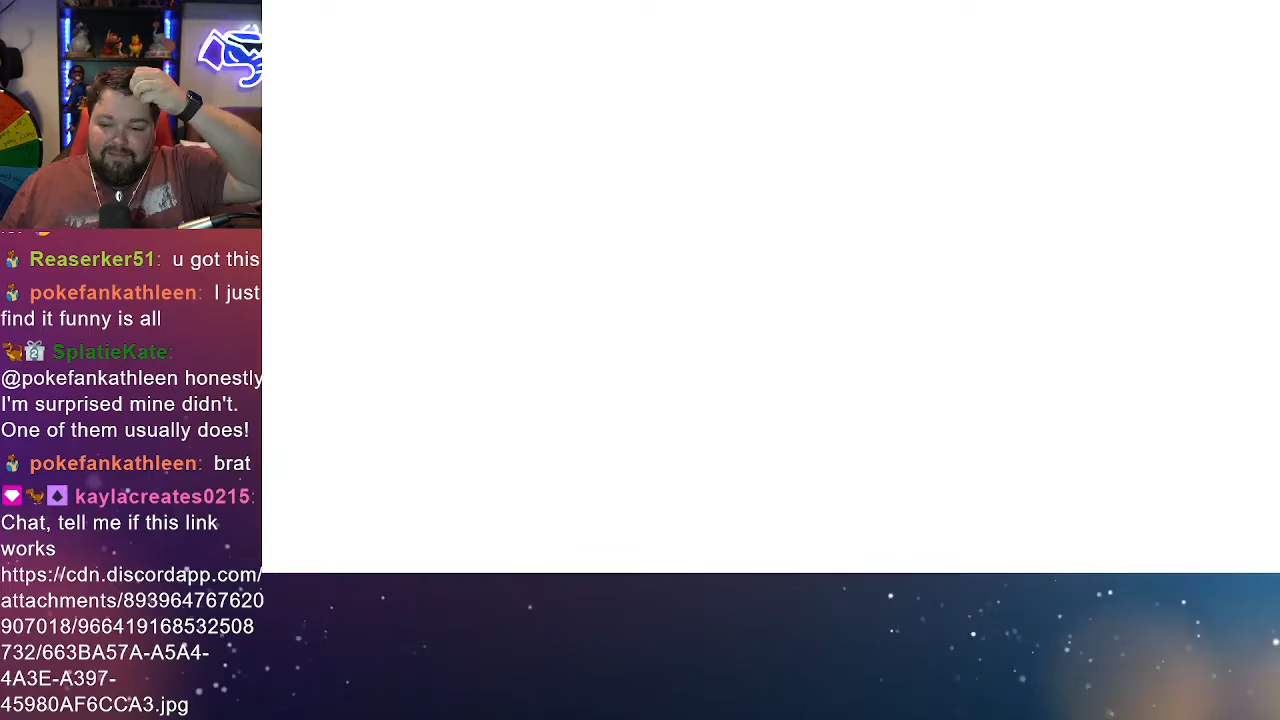 Reaserker51: u got this
pokefankathleen: I just
find it funny is all
SplatieKate:
@pokefankathleen honestly
I'm surprised mine didn't.
One of them usually does!
pokefankathleen: brat
kaylacreates0215:
Chat, tell me if this link
works
https://cdn.discordapp.com/
attachments/893964767620
907018/966419168532508
732/663BA57A-A5A4-
4A3E-A397-
45980AF6CCA3.jpg